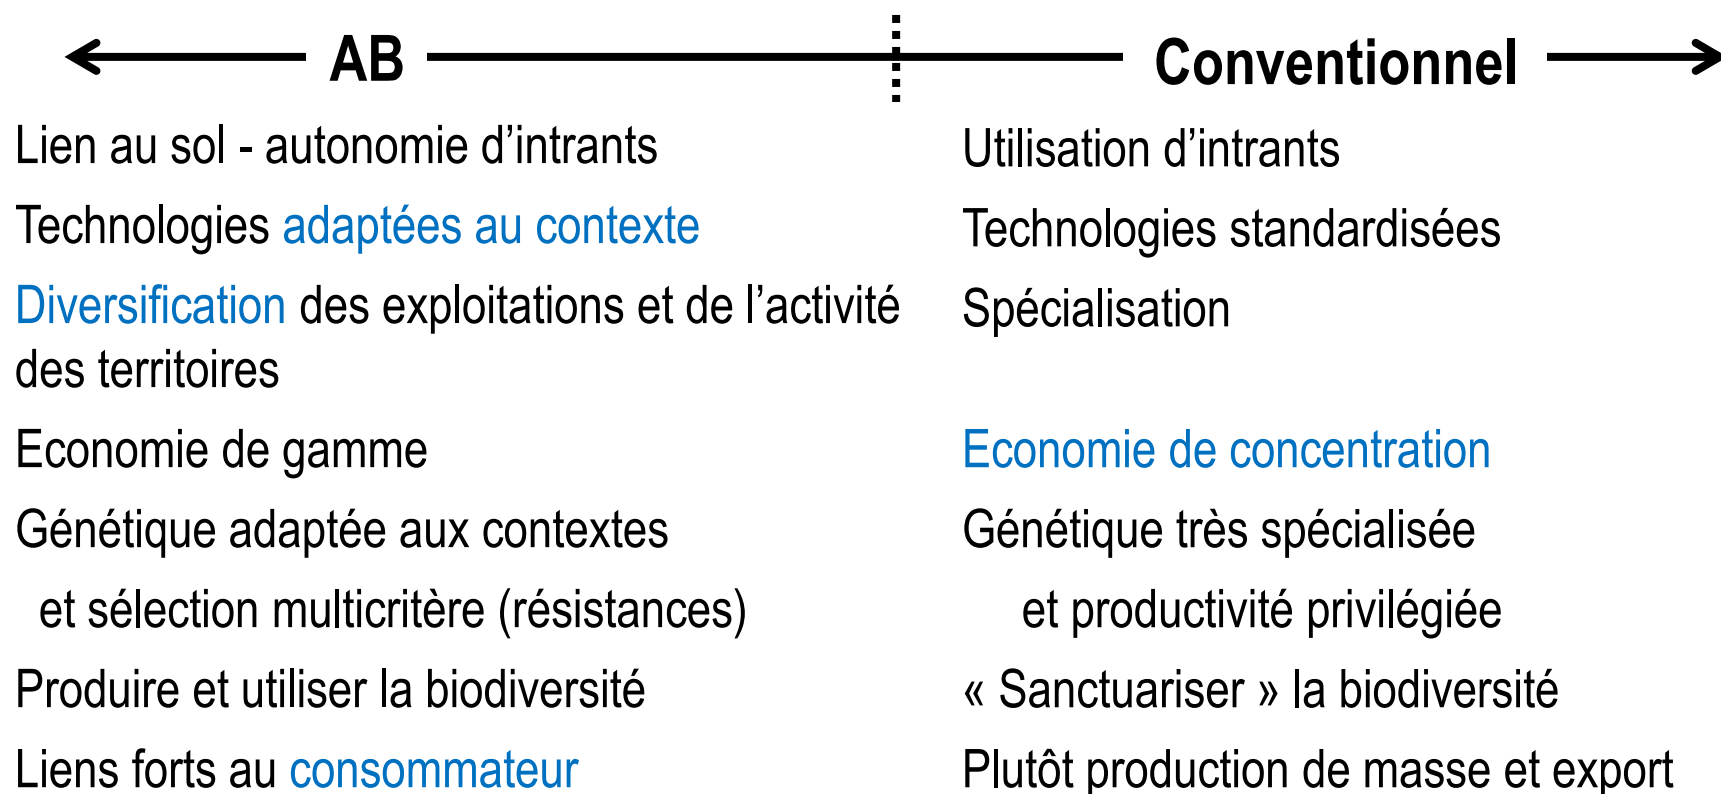 AB
Conventionnel
Lien au sol - autonomie d’intrants
Utilisation d’intrants
Technologies adaptées au contexte
Technologies standardisées
Diversification des exploitations et de l’activité
des territoires
Spécialisation
Economie de gamme
Economie de concentration
Génétique adaptée aux contextes
et sélection multicritère (résistances)
Génétique très spécialisée
et productivité privilégiée
Produire et utiliser la biodiversité
« Sanctuariser » la biodiversité
Liens forts au consommateur
Plutôt production de masse et export